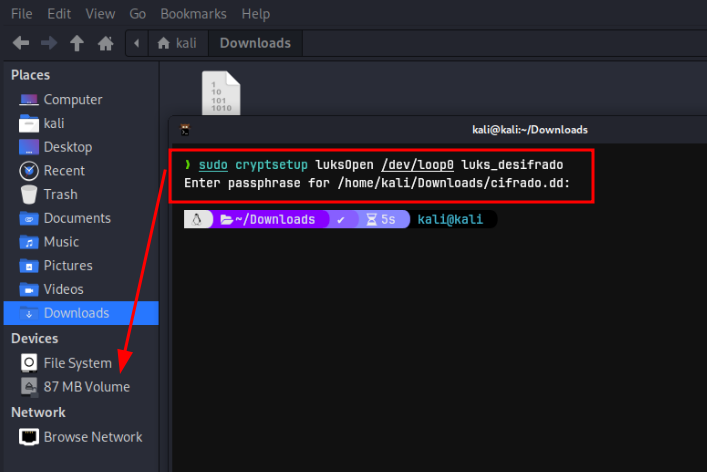 File Edit View Go Bookmarks Help
kali Downloads
Places
Computer
kali
Desktop
Recent
Trash
Documents
Music
Pictures
Videos
Downloads
Devices
File System
87 MB Volume
Network
Browse Network
1
10
101
1010
kali@kali:~/Downloads
❯ sudo cryptsetup luksOpen /dev/loop0 luks_desifrado
Enter passphrase for /home/kali/Downloads/cifrado.dd:
~/Downloads ✔ 5s kali@kali